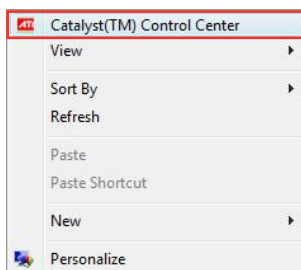 ATI Catalyst(TM) Control Center
View
Sort By
Refresh
Paste
Paste Shortcut
New
Personalize